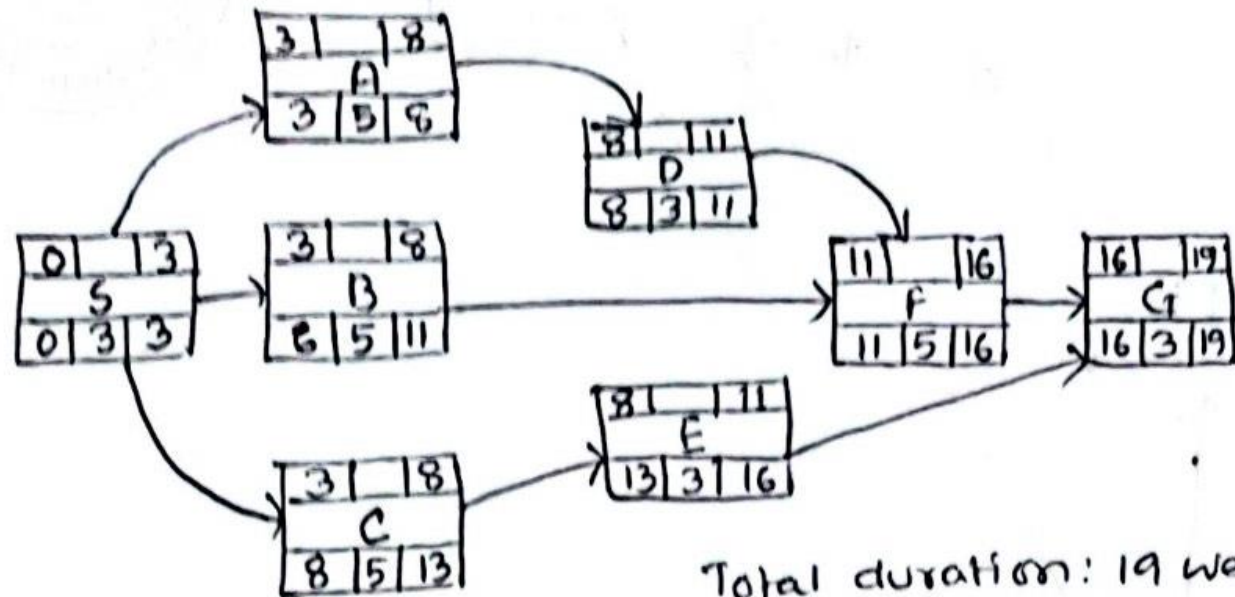 3 8
A
3 5 8
8 11
D
8 3 11
0 3
S
0 3 3
3 8
B
6 5 11
11 16
F
11 5 16
16 19
G
16 3 19
8 11
E
13 3 16
3 8
C
8 5 13
Total duration: 19 we